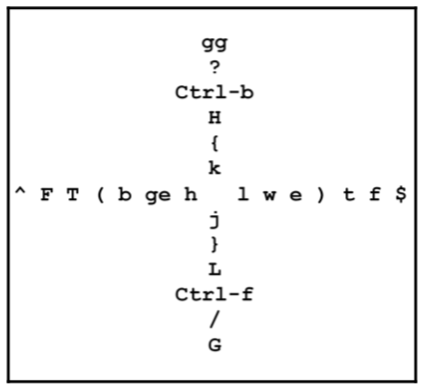 gg
?
Ctrl-b
H
{
k
^ F T ( b ge h l w e ) t f $
j
}
L
Ctrl-f
/
G